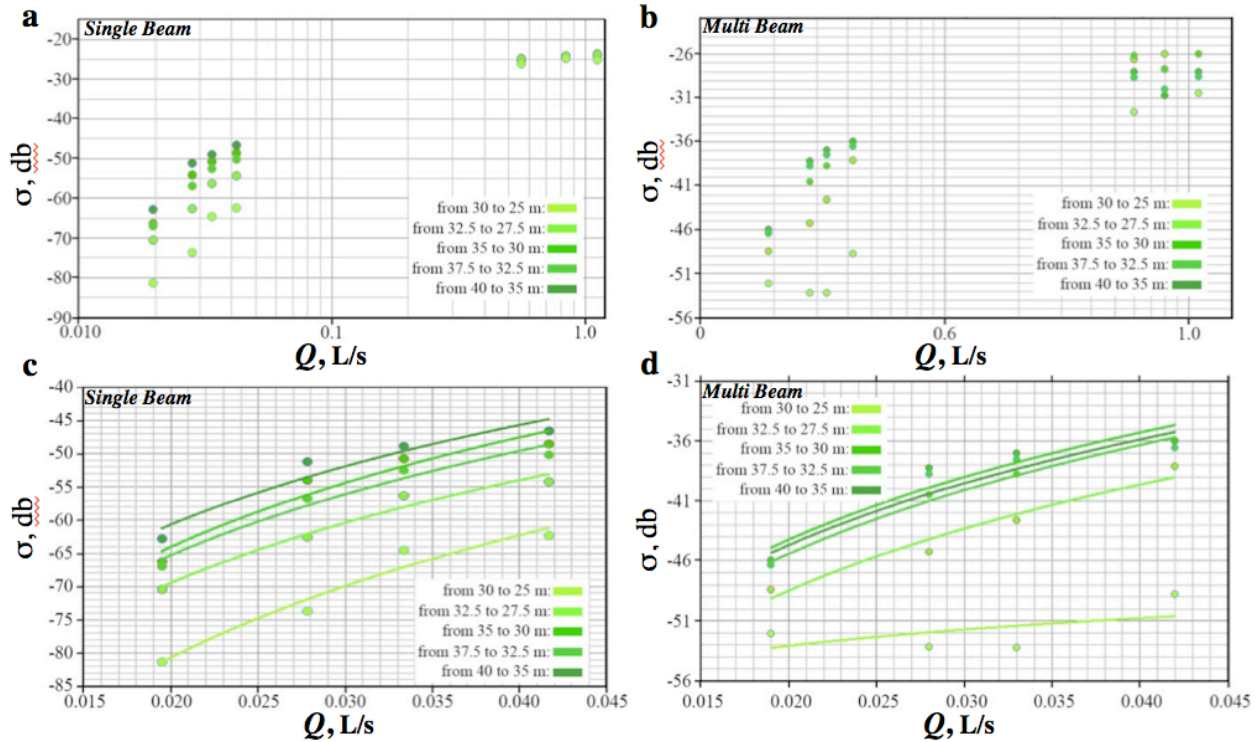 a
Single Beam
σ, db
-20
-30
-40
-50
-60
-70
-80
-90
0.010
0.1
1.0
Q, L/s
from 30 to 25 m:
from 32.5 to 27.5 m:
from 35 to 30 m:
from 37.5 to 32.5 m:
from 40 to 35 m:
b
Multi Beam
σ, db
-26
-31
-36
-41
-46
-51
-56
0
0.6
1.0
Q, L/s
from 30 to 25 m:
from 32.5 to 27.5 m:
from 35 to 30 m:
from 37.5 to 32.5 m:
from 40 to 35 m:
c
Single Beam
σ, db
-40
-45
-50
-55
-60
-65
-70
-75
-80
-85
0.015
0.020
0.025
0.030
0.035
0.040
0.045
Q, L/s
from 30 to 25 m:
from 32.5 to 27.5 m:
from 35 to 30 m:
from 37.5 to 32.5 m:
from 40 to 35 m:
d
Multi Beam
σ, db
-31
-36
-41
-46
-51
-56
0.015
0.020
0.025
0.030
0.035
0.040
0.045
Q, L/s
from 30 to 25 m:
from 32.5 to 27.5 m:
from 35 to 30 m:
from 37.5 to 32.5 m:
from 40 to 35 m: